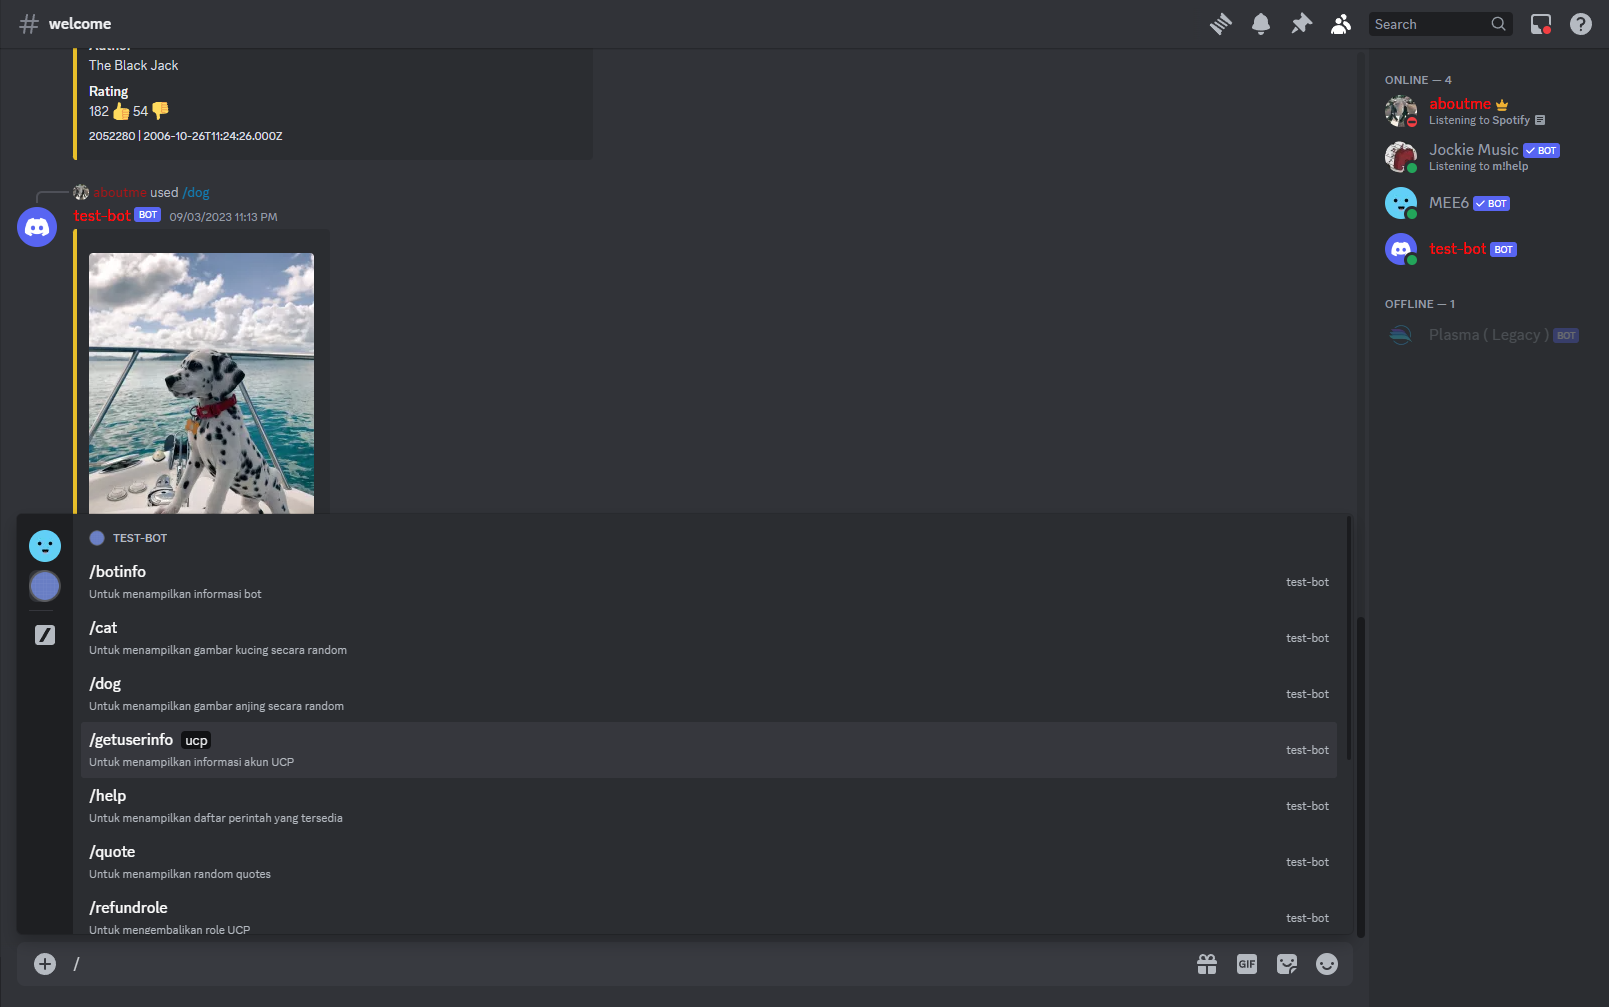 welcome
Search
Author
The Black Jack
Rating
182 👍 54 👎
2052280 | 2006-10-26T11:24:26.000Z
aboutme used /dog
test-bot BOT 09/03/2023 11:13 PM
TEST-BOT
/botinfo
Untuk menampilkan informasi bot
test-bot
/cat
Untuk menampilkan gambar kucing secara random
test-bot
/dog
Untuk menampilkan gambar anjing secara random
test-bot
/getuserinfo ucp
Untuk menampilkan informasi akun UCP
test-bot
/help
Untuk menampilkan daftar perintah yang tersedia
test-bot
/quote
Untuk menampilkan random quotes
test-bot
/refundrole
Untuk mengembalikan role UCP
test-bot
/
GIF
ONLINE — 4
aboutme
Listening to Spotify
Jockie Music BOT
Listening to m!help
MEE6 BOT
test-bot BOT
OFFLINE — 1
Plasma ( Legacy ) BOT